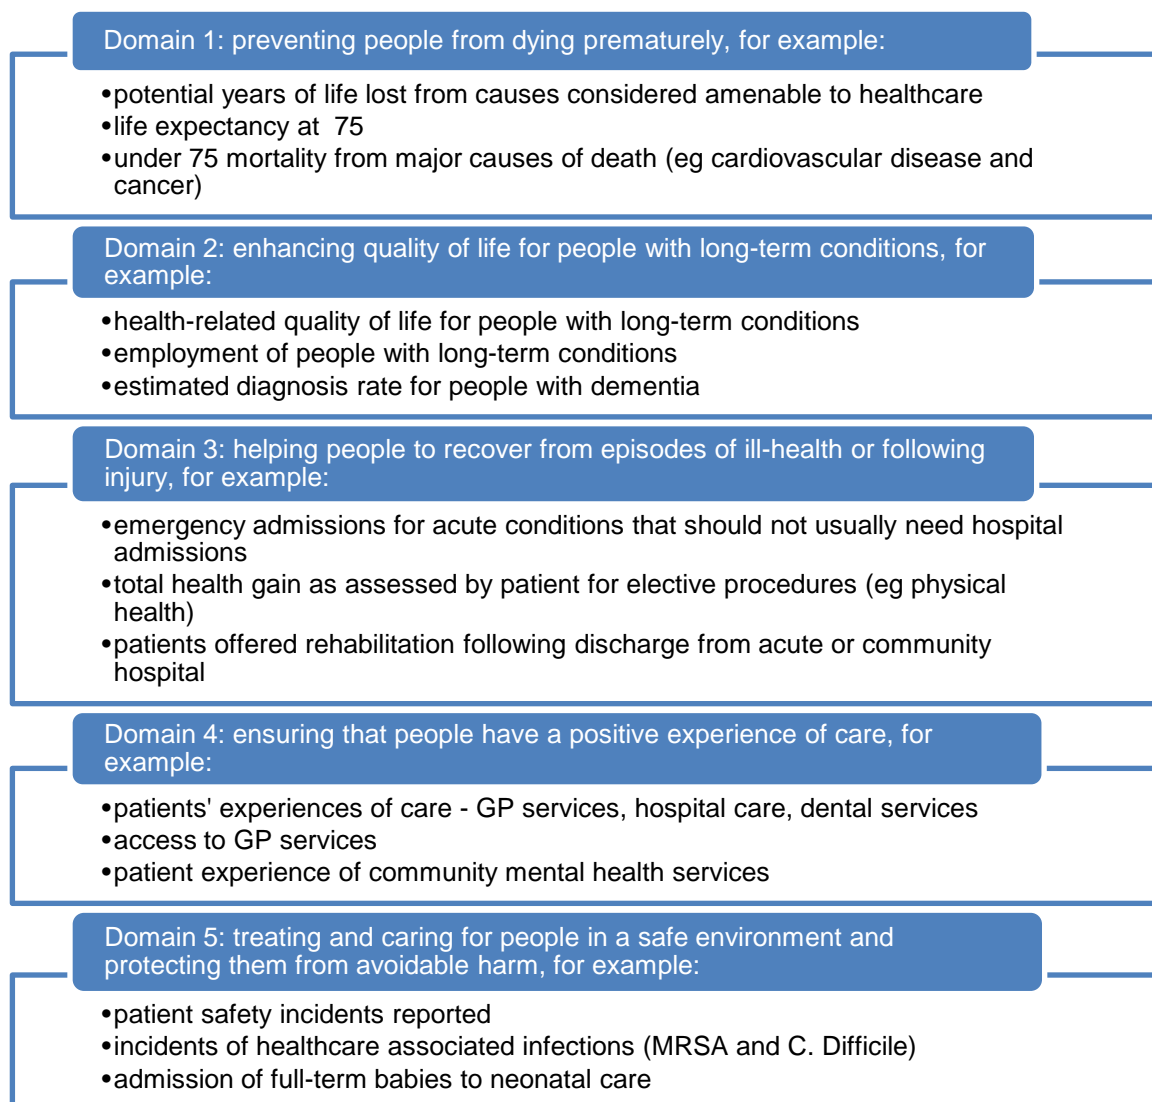 Domain 1: preventing people from dying prematurely, for example:
•potential years of life lost from causes considered amenable to healthcare
•life expectancy at  75
•under 75 mortality from major causes of death (eg cardiovascular disease and
cancer)
Domain 2: enhancing quality of life for people with long-term conditions, for
example:
•health-related quality of life for people with long-term conditions
•employment of people with long-term conditions
•estimated diagnosis rate for people with dementia
Domain 3: helping people to recover from episodes of ill-health or following
injury, for example:
•emergency admissions for acute conditions that should not usually need hospital
admissions
•total health gain as assessed by patient for elective procedures (eg physical
health)
•patients offered rehabilitation following discharge from acute or community
hospital
Domain 4: ensuring that people have a positive experience of care, for
example:
•patients' experiences of care - GP services, hospital care, dental services
•access to GP services
•patient experience of community mental health services
Domain 5: treating and caring for people in a safe environment and
protecting them from avoidable harm, for example:
•patient safety incidents reported
•incidents of healthcare associated infections (MRSA and C. Difficile)
•admission of full-term babies to neonatal care